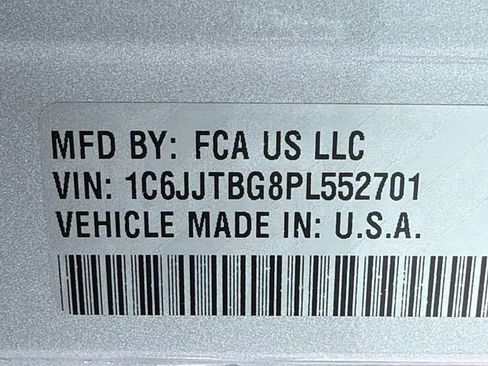 MFD BY: FCA US LLC
VIN: 1C6JJTBG8PL552701
VEHICLE MADE IN: U.S.A.